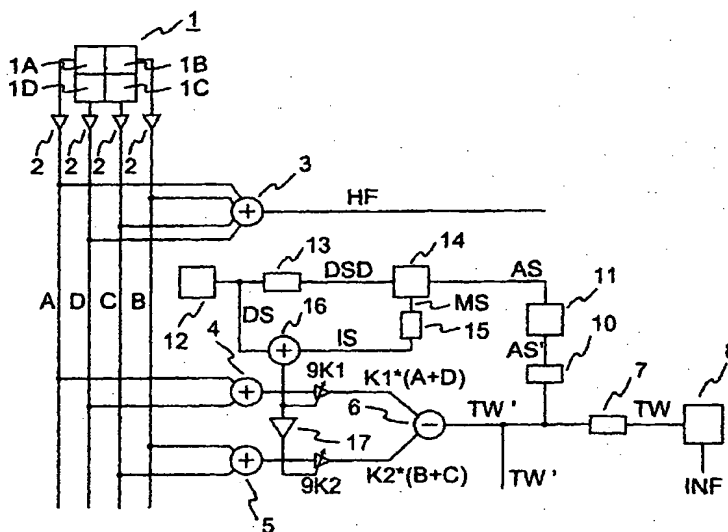 1
1A 1B
1D 1C
2 2 2 2
3
HF
13 14
DSD AS
A D C B
DS MS 11
12 16 15
IS AS' 10
4
9K1 K1*(A+D) 7 8
6
TW' TW
17
9K2 K2*(B+C)
TW' INF
5